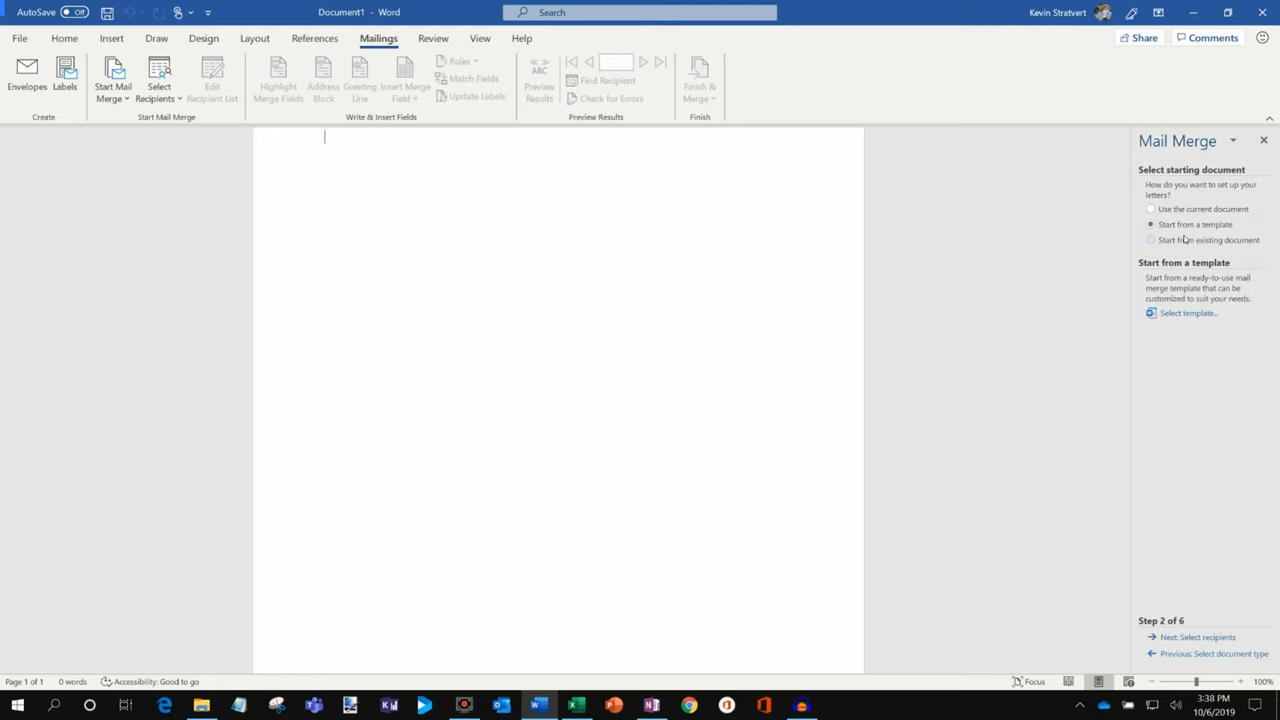 AutoSave Off Document1 - Word Search Kevin Stratvert
File Home Insert Draw Design Layout References Mailings Review View Help Share Comments
Envelopes Labels Start Mail Merge Select Recipients Edit Recipient List Highlight Merge Fields Address Block Greeting Line Insert Merge Field Rules Match Fields Update Labels ABC Preview Results Find Recipient Check for Errors Finish & Merge
Create Start Mail Merge Write & Insert Fields Preview Results Finish
Mail Merge
Select starting document
How do you want to set up your
letters?
Use the current document
Start from a template
Start from existing document
Start from a template
Start from a ready-to-use mail
merge template that can be
customized to suit your needs.
Select template...
Step 2 of 6
Next: Select recipients
Previous: Select document type
Page 1 of 1 0 words Accessibility: Good to go Focus 100%
3:38 PM
10/6/2019